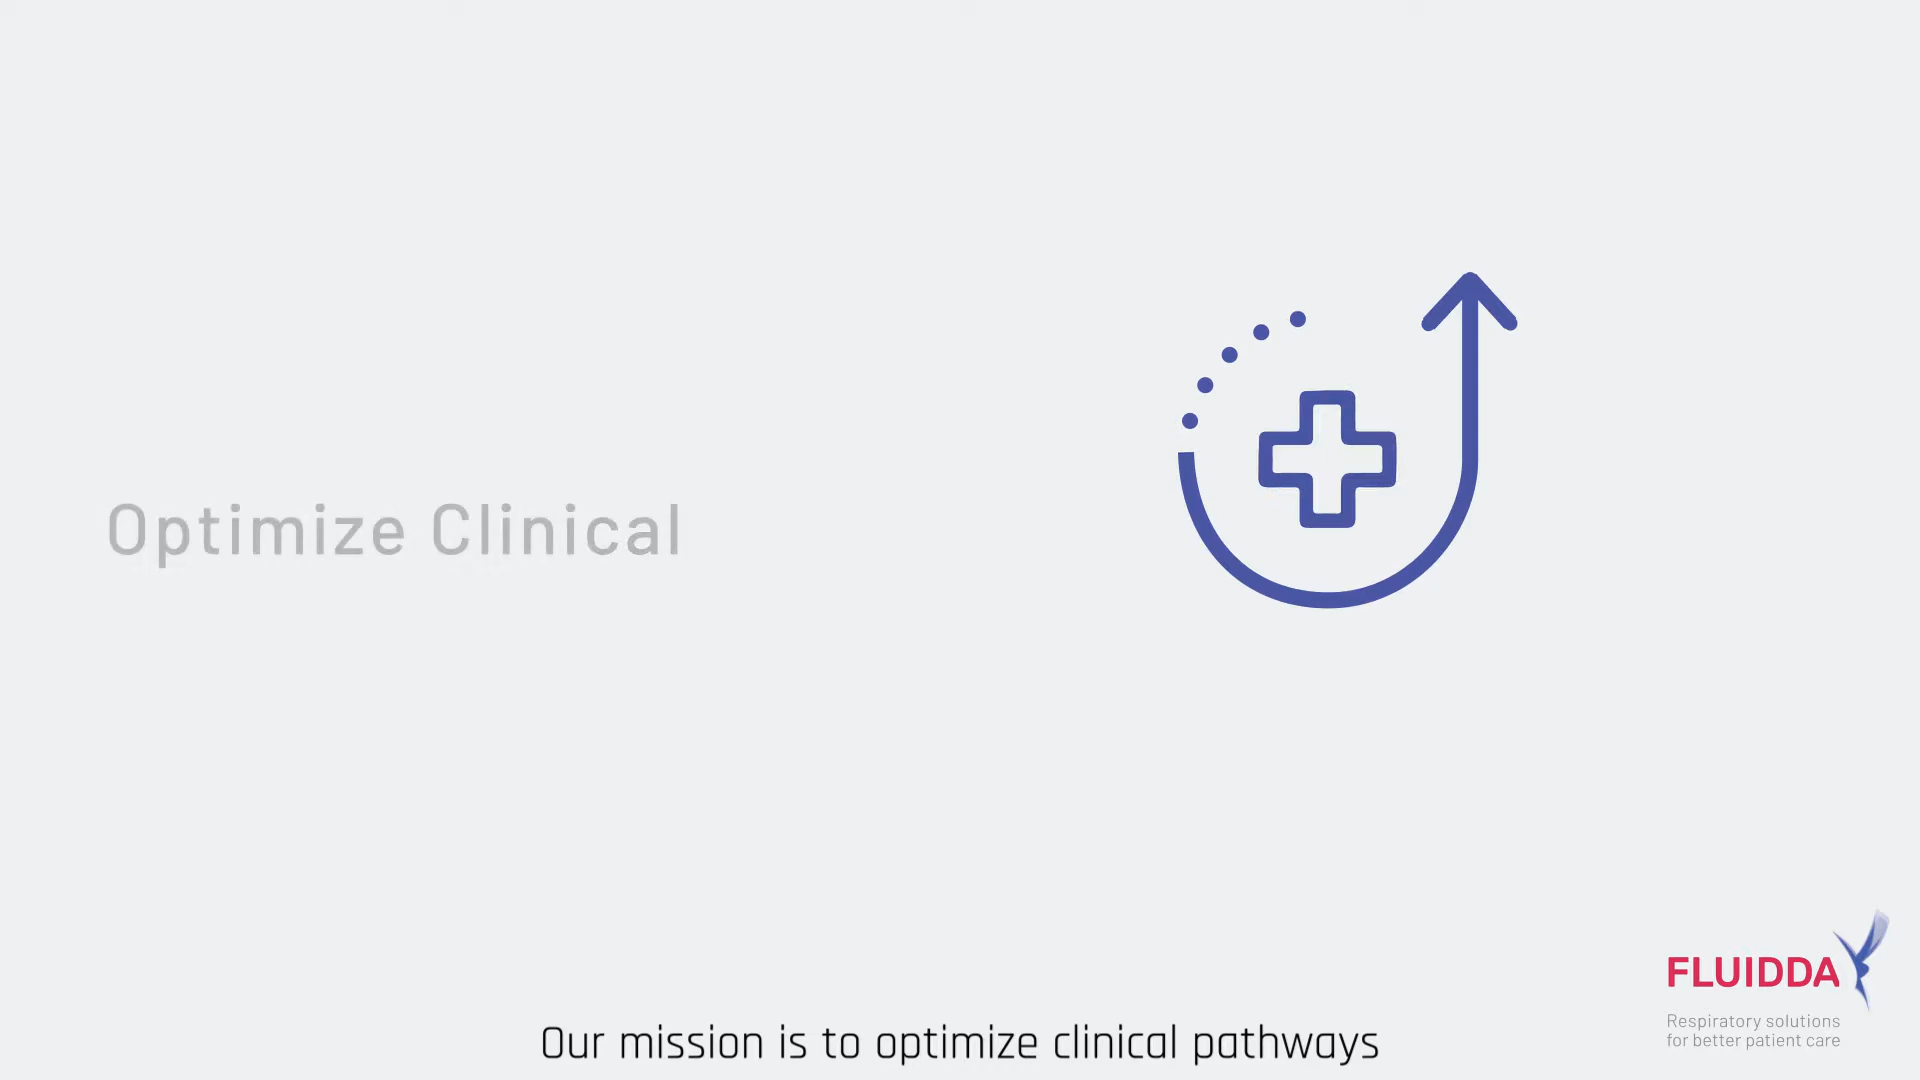 Optimize Clinical
FLUIDDA
Respiratory solutions
for better patient care
Our mission is to optimize clinical pathways